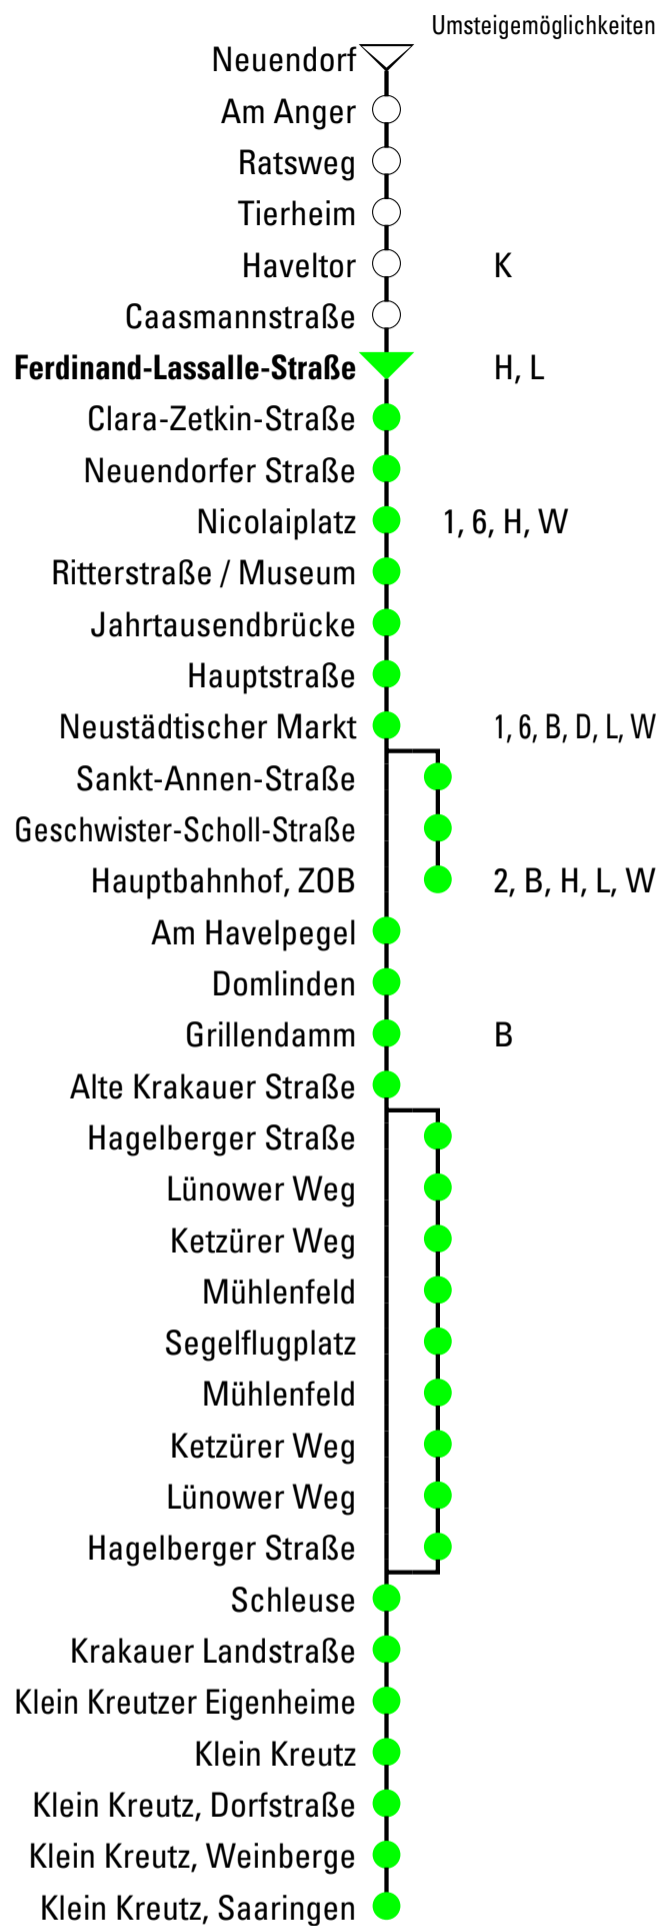 Umsteigemöglichkeiten
Neuendorf
Am Anger
Ratsweg
Tierheim
Haveltor K
Caasmannstraße
Ferdinand-Lassalle-Straße H, L
Clara-Zetkin-Straße
Neuendorfer Straße
Nicolaiplatz 1, 6, H, W
Ritterstraße / Museum
Jahrtausendbrücke
Hauptstraße
Neustädtischer Markt 1, 6, B, D, L, W
Sankt-Annen-Straße
Geschwister-Scholl-Straße
Hauptbahnhof, ZOB 2, B, H, L, W
Am Havelpegel
Domlinden
Grillendamm B
Alte Krakauer Straße
Hagelberger Straße
Lünower Weg
Ketzürer Weg
Mühlenfeld
Segelflugplatz
Mühlenfeld
Ketzürer Weg
Lünower Weg
Hagelberger Straße
Schleuse
Krakauer Landstraße
Klein Kreutzer Eigenheime
Klein Kreutz
Klein Kreutz, Dorfstraße
Klein Kreutz, Weinberge
Klein Kreutz, Saaringen